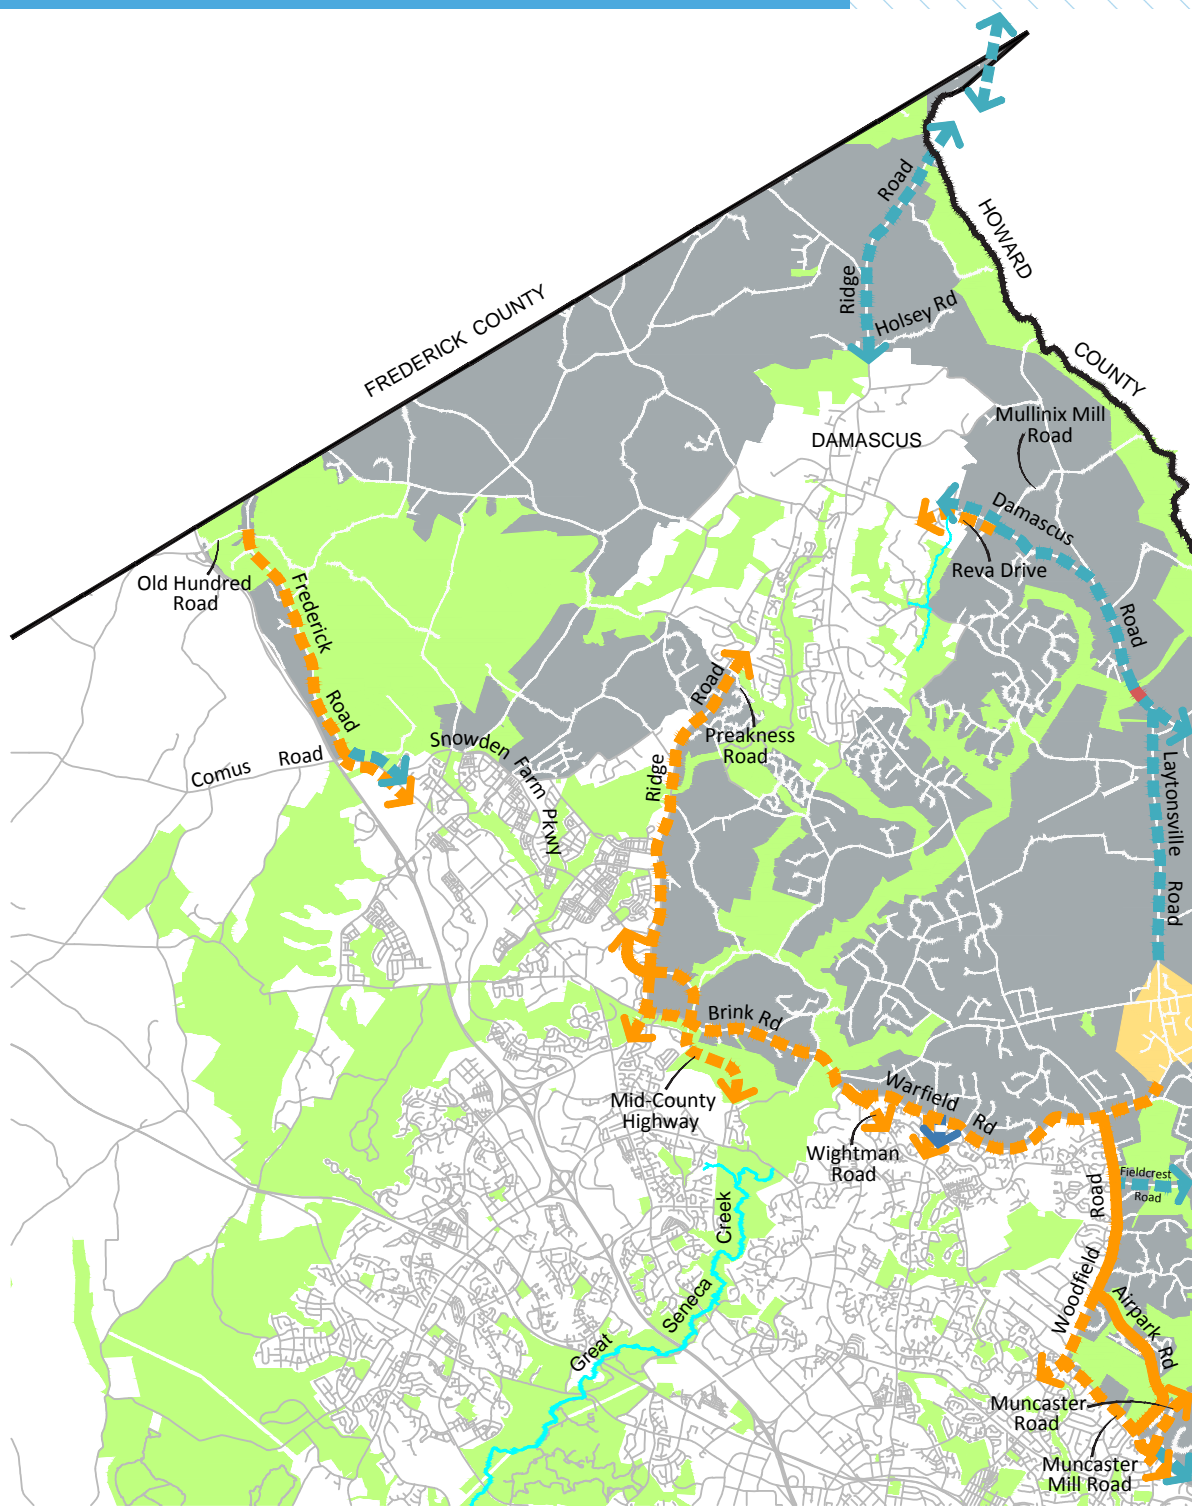 HOWARD
COUNTY
FREDERICK COUNTY
Road
Ridge
Holsey Rd
Mullinix Mill
Road
DAMASCUS
Damascus
Road
Reva Drive
Old Hundred
Road
Frederick
Road
Road
Ridge
Preakness
Road
Snowden Farm Pkwy
Comus Road
Laytonsville
Road
Brink Rd
Mid-County
Highway
Warfield Rd
Wightman
Road
Fieldcrest
Road
Road
Woodfield
Airpark Rd
Great Seneca Creek
Muncaster
Road
Muncaster
Mill Road